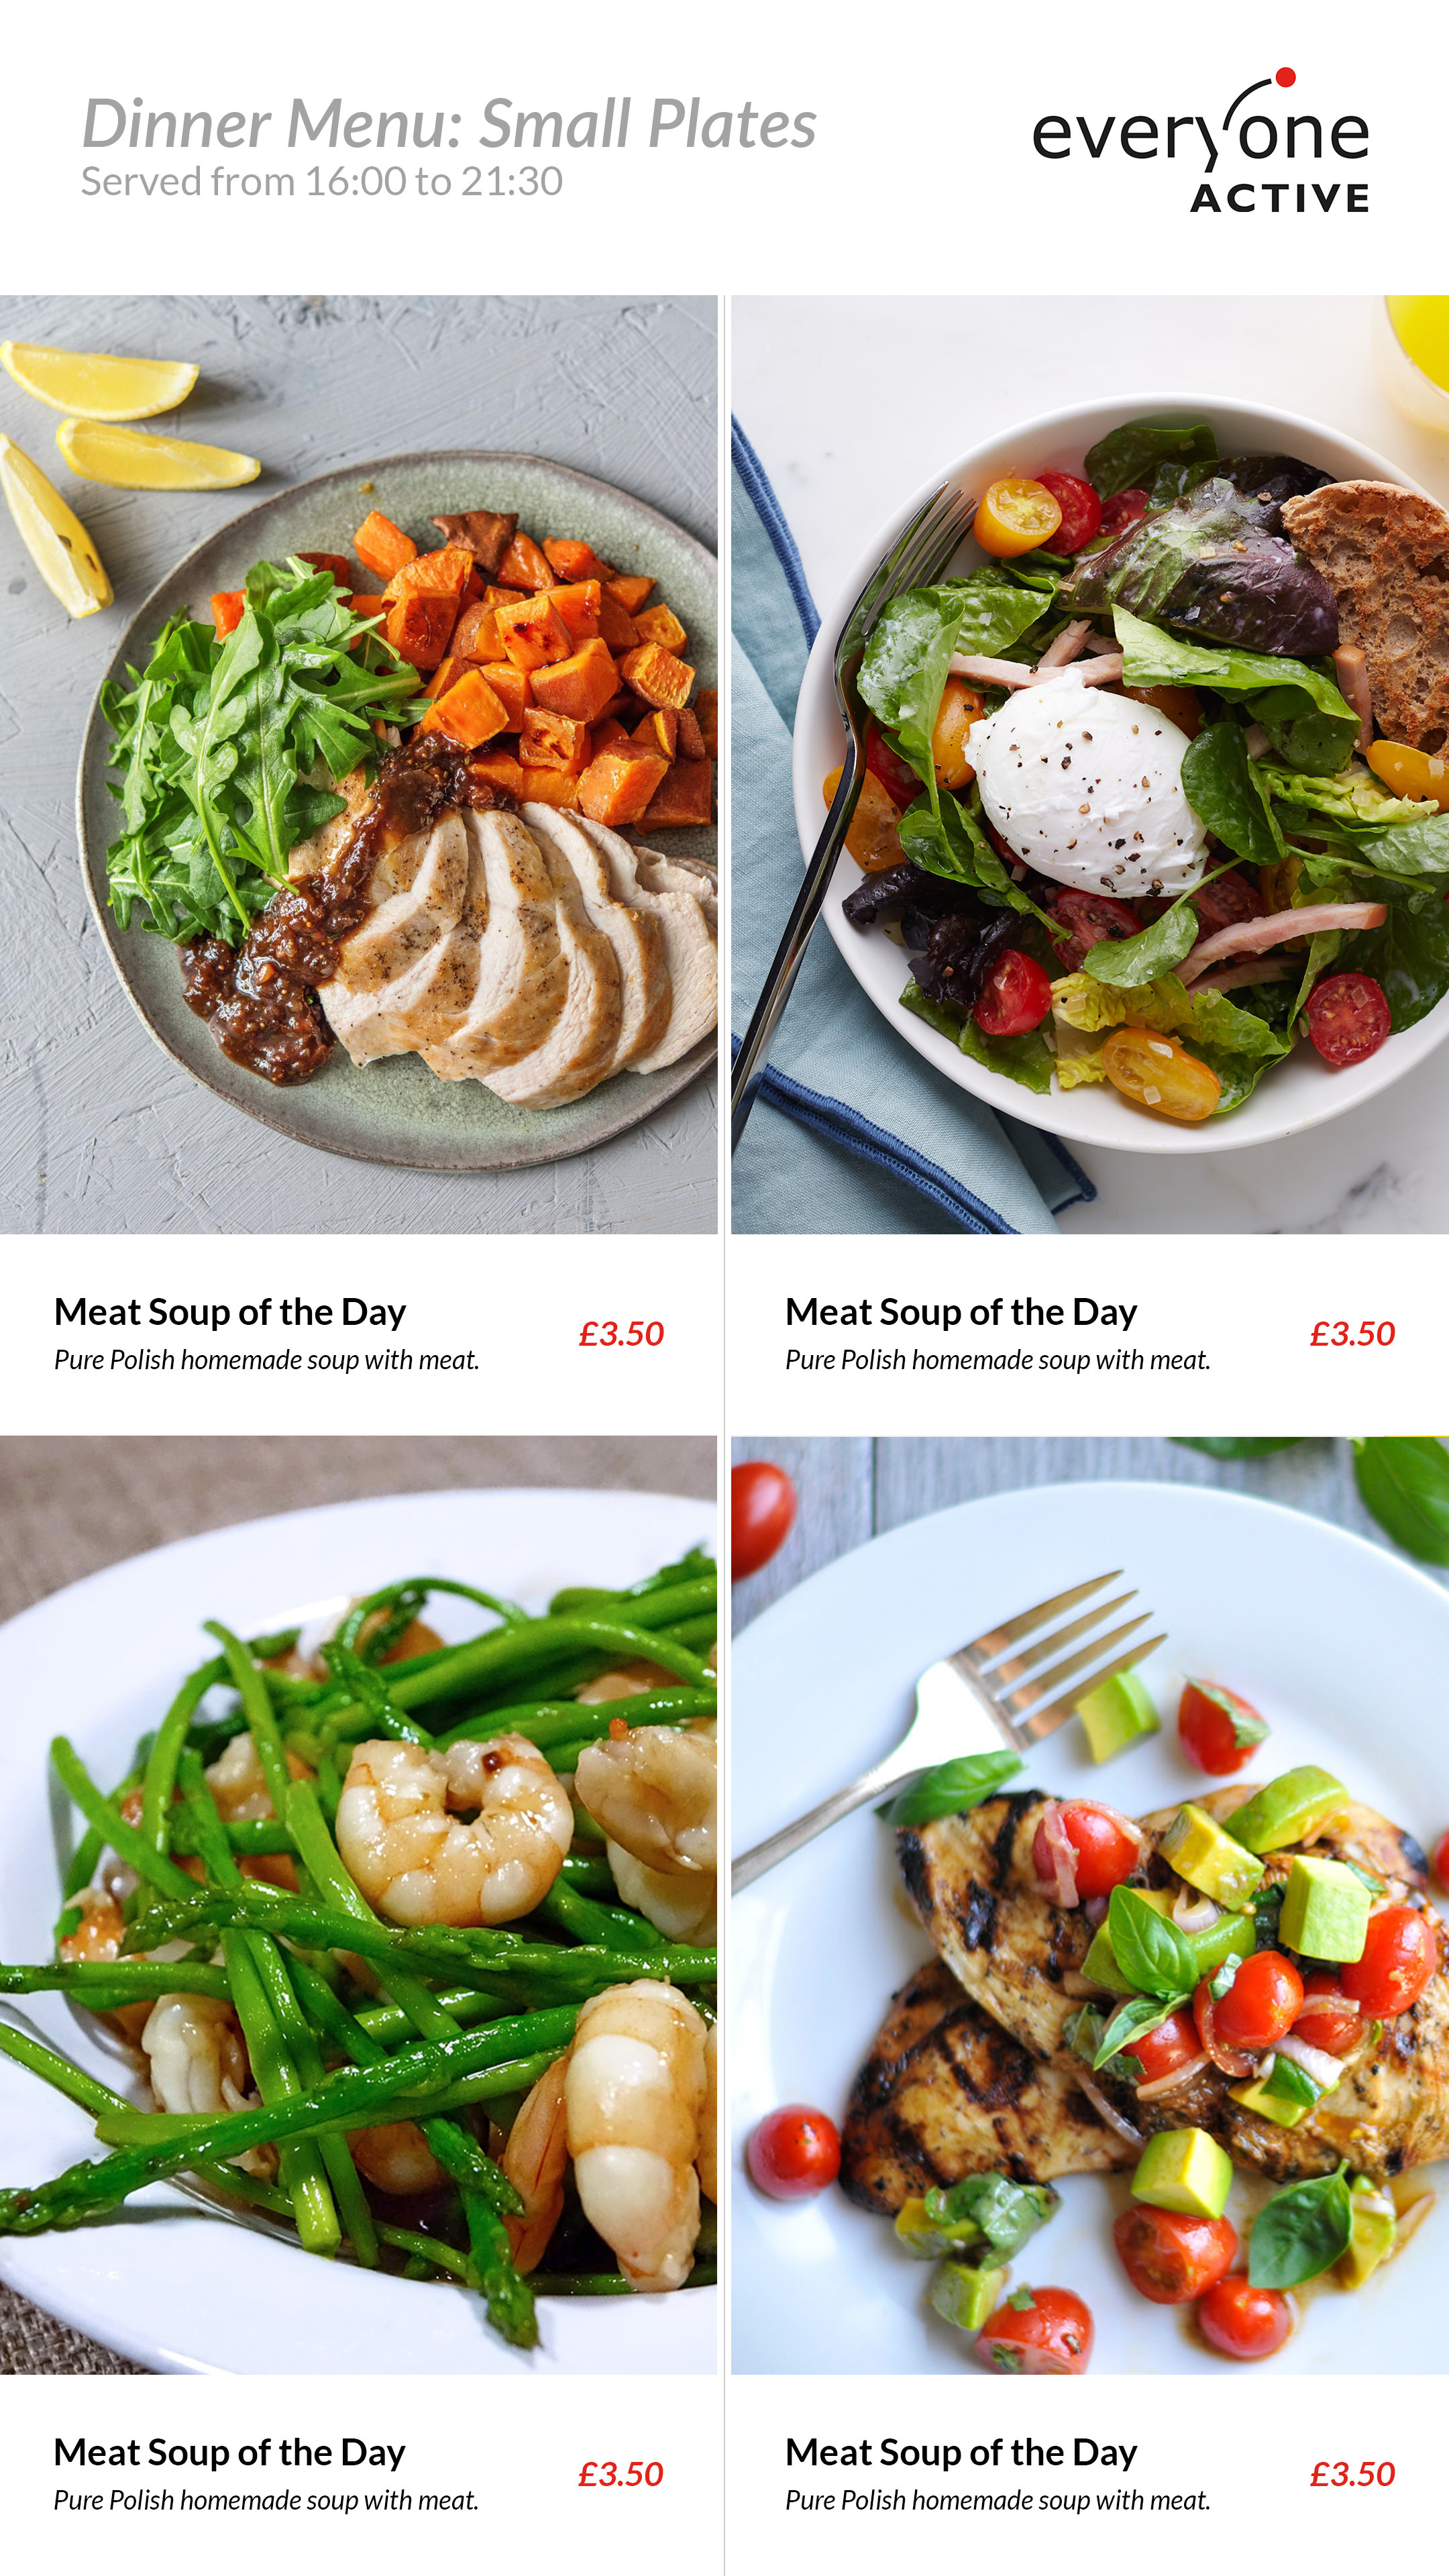 Dinner Menu: Small Plates
Served from 16:00 to 21:30
everyone
ACTIVE
Meat Soup of the Day
Pure Polish homemade soup with meat.
£3.50
Meat Soup of the Day
Pure Polish homemade soup with meat.
£3.50
Meat Soup of the Day
Pure Polish homemade soup with meat.
£3.50
Meat Soup of the Day
Pure Polish homemade soup with meat.
£3.50